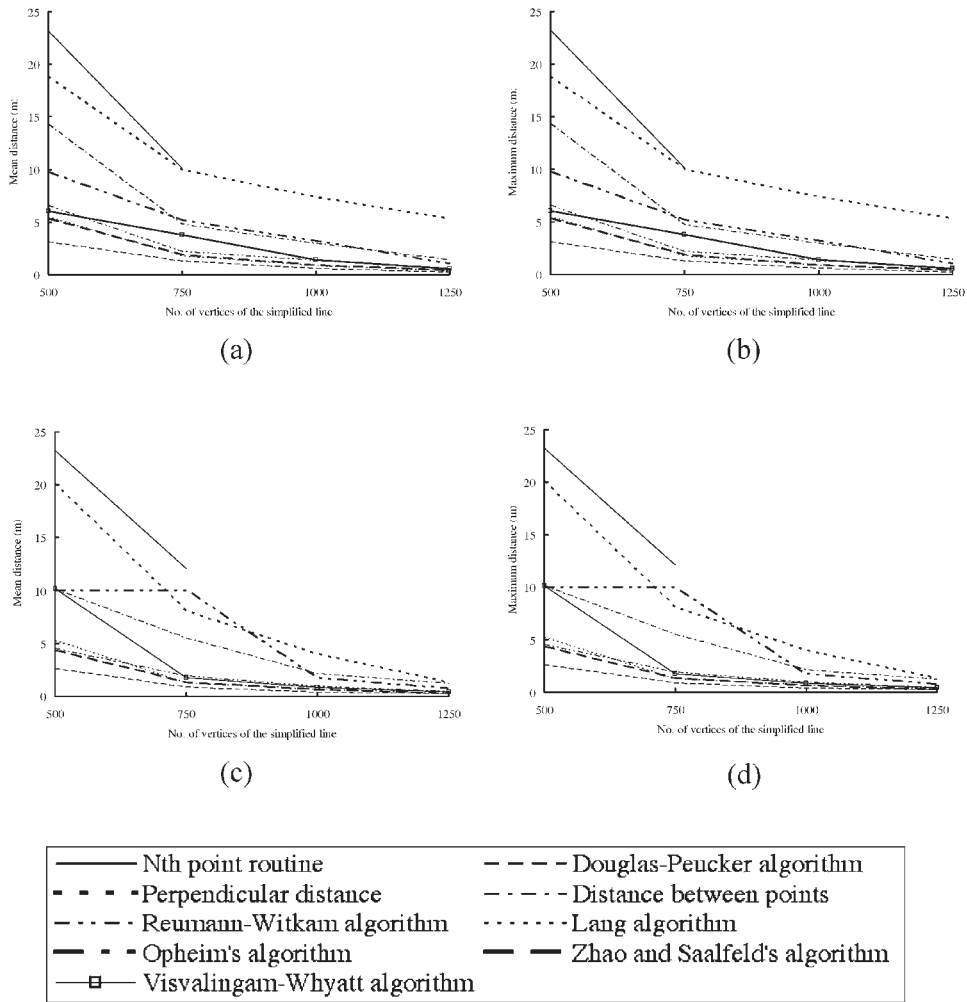 25
20
15
10
5
0
Mean distance (m)
500 750 1000 1250
No. of vertices of the simplified line
(a)
25
20
15
10
5
0
Maximum distance (m)
500 750 1000 1250
No. of vertices of the simplified line
(b)
25
20
15
10
5
0
Mean distance (m)
500 750 1000 1250
No. of vertices of the simplified line
(c)
25
20
15
10
5
0
Maximum distance (m)
500 750 1000 1250
No. of vertices of the simplified line
(d)
Nth point routine
Perpendicular distance
Reumann-Witkam algorithm
Opheim's algorithm
Visvalingam-Whyatt algorithm
Douglas-Peucker algorithm
Distance between points
Lang algorithm
Zhao and Saalfeld's algorithm